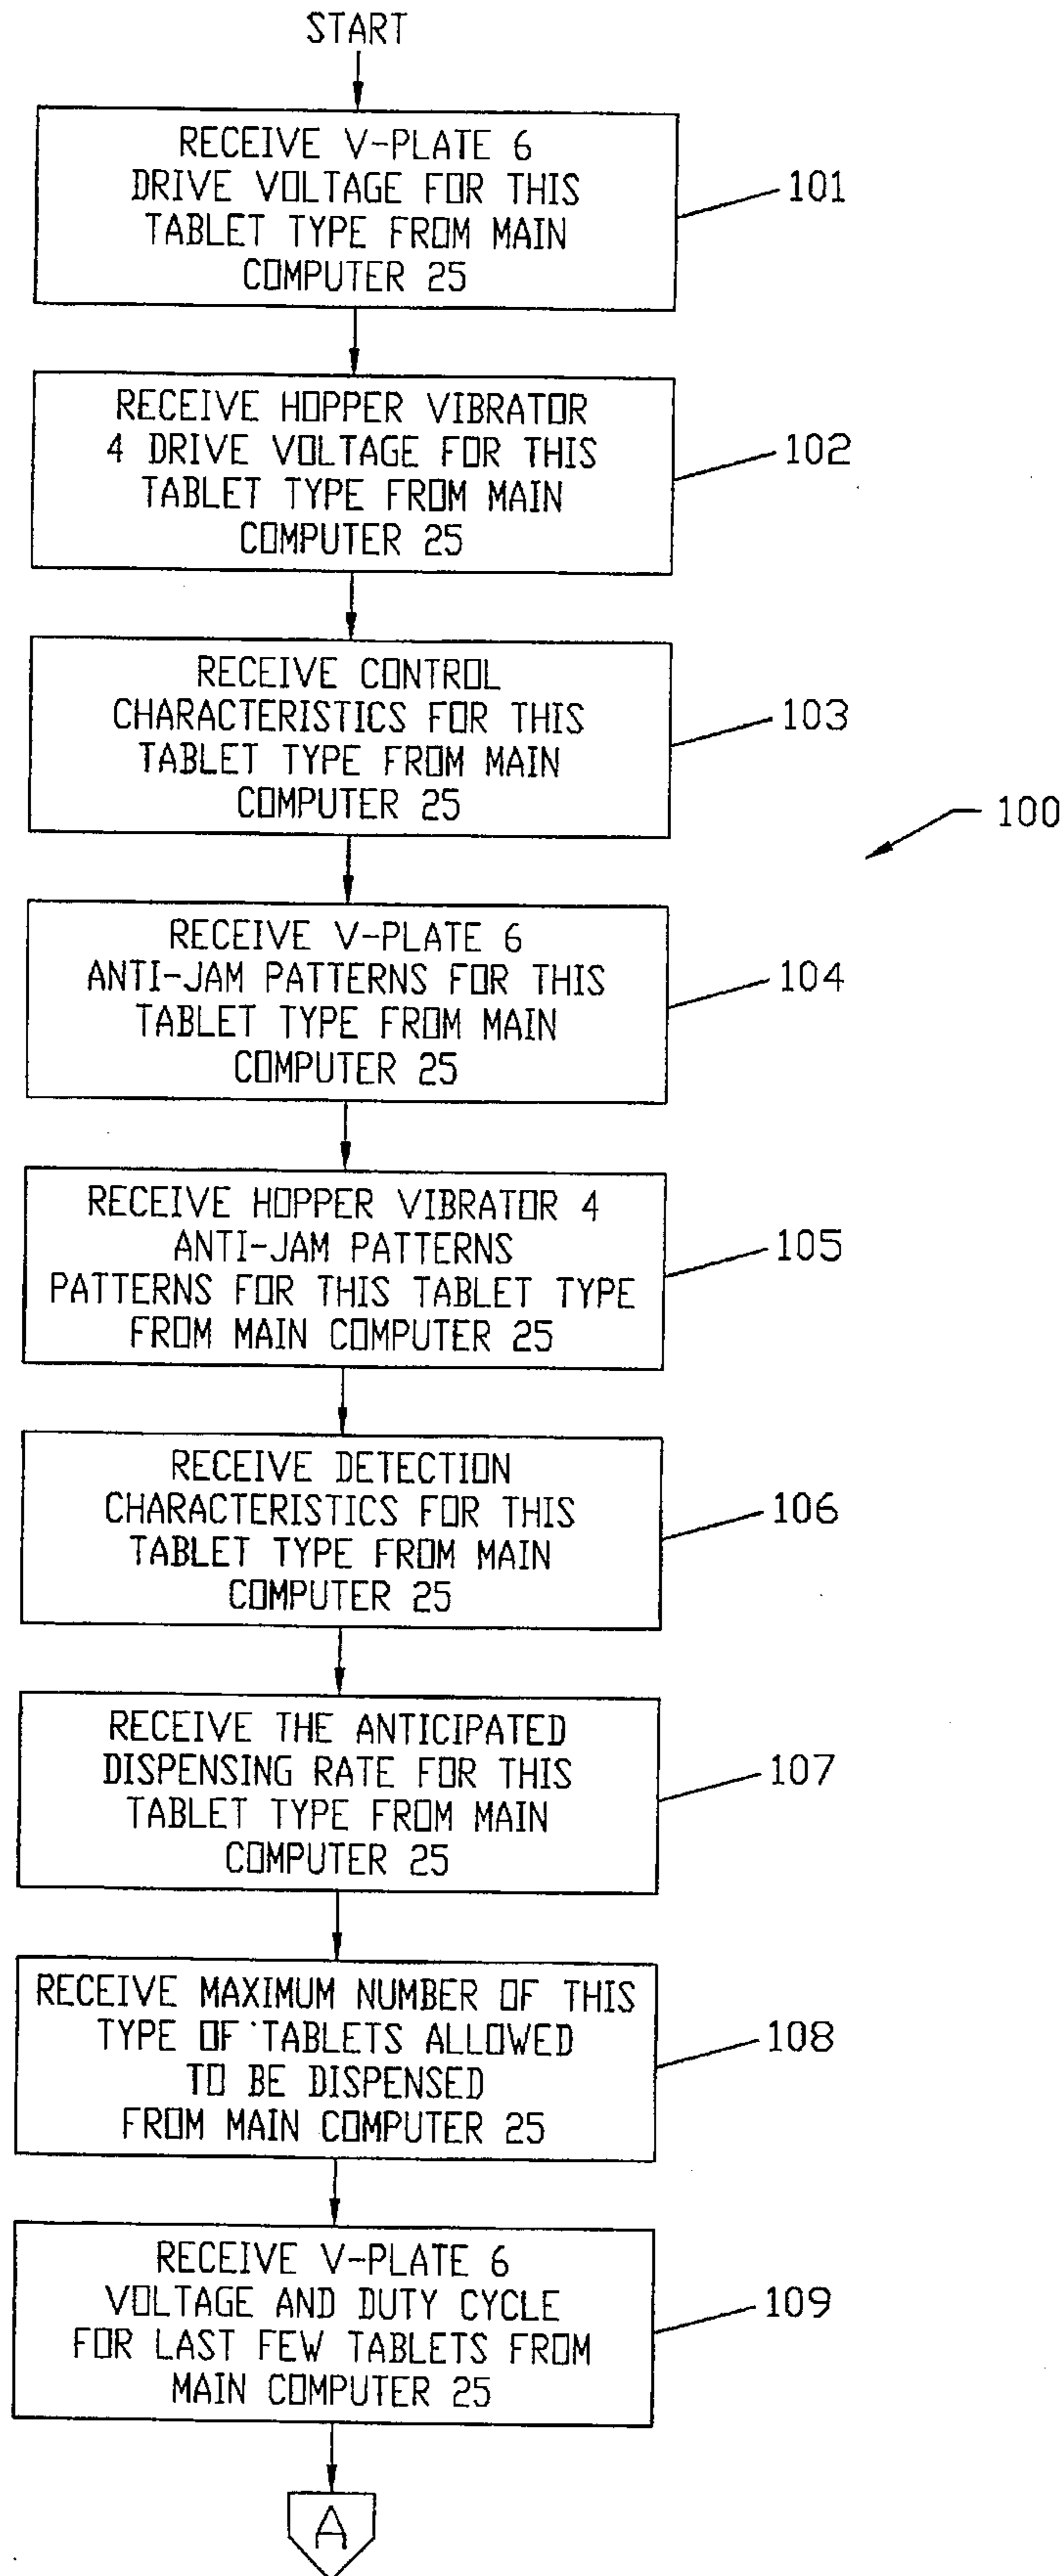 START
RECEIVE V-PLATE 6
DRIVE VOLTAGE FOR THIS
TABLET TYPE FROM MAIN
COMPUTER 25
101
RECEIVE HOPPER VIBRATOR
4 DRIVE VOLTAGE FOR THIS
TABLET TYPE FROM MAIN
COMPUTER 25
102
RECEIVE CONTROL
CHARACTERISTICS FOR THIS
TABLET TYPE FROM MAIN
COMPUTER 25
103
100
RECEIVE V-PLATE 6
ANTI-JAM PATTERNS FOR THIS
TABLET TYPE FROM MAIN
COMPUTER 25
104
RECEIVE HOPPER VIBRATOR 4
ANTI-JAM PATTERNS
PATTERNS FOR THIS TABLET TYPE
FROM MAIN COMPUTER 25
105
RECEIVE DETECTION
CHARACTERISTICS FOR THIS
TABLET TYPE FROM MAIN
COMPUTER 25
106
RECEIVE THE ANTICIPATED
DISPENSING RATE FOR THIS
TABLET TYPE FROM MAIN
COMPUTER 25
107
RECEIVE MAXIMUM NUMBER OF THIS
TYPE OF TABLETS ALLOWED
TO BE DISPENSED
FROM MAIN COMPUTER 25
108
RECEIVE V-PLATE 6
VOLTAGE AND DUTY CYCLE
FOR LAST FEW TABLETS FROM
MAIN COMPUTER 25
109
A